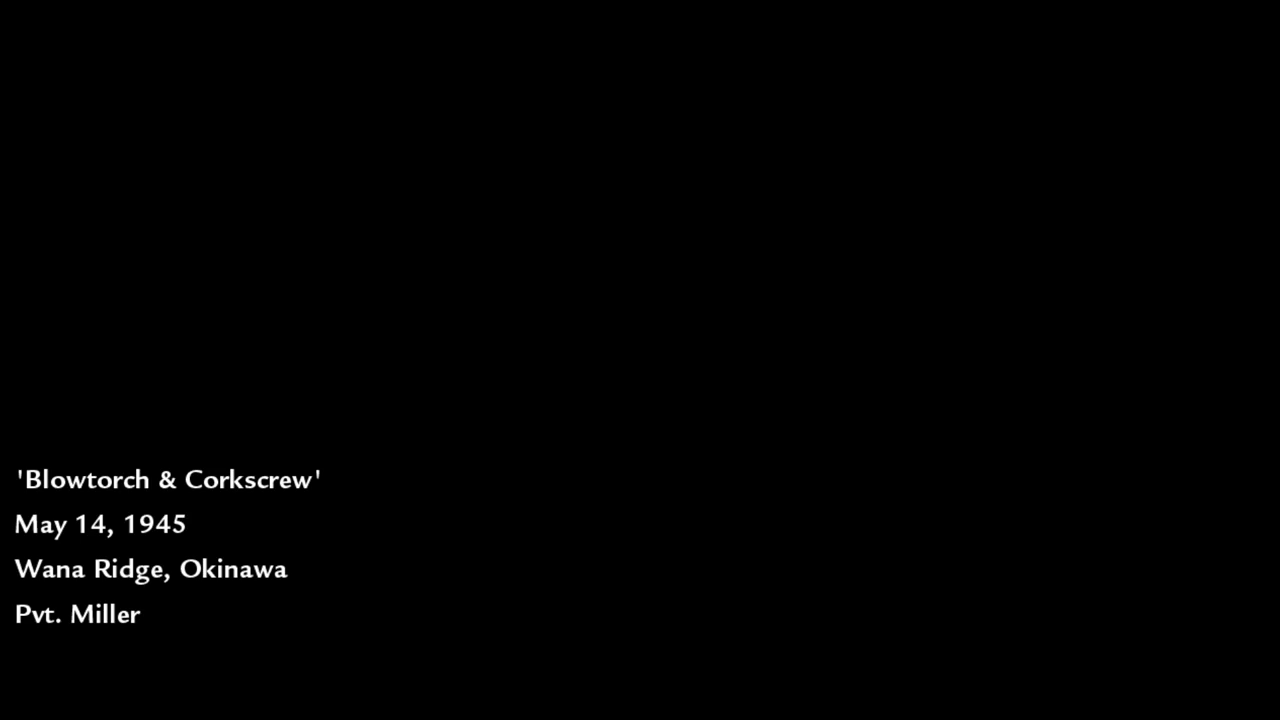 'Blowtorch & Corkscrew'
May 14, 1945
Wana Ridge, Okinawa
Pvt. Miller